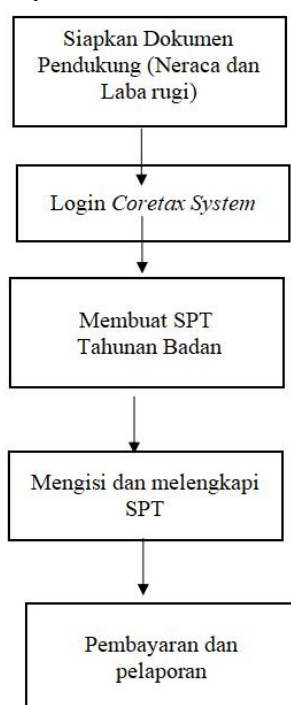 Siapkan Dokumen
Pendukung (Neraca dan
Laba rugi)
Login Coretax System
Membuat SPT
Tahunan Badan
Mengisi dan melengkapi
SPT
Pembayaran dan
pelaporan